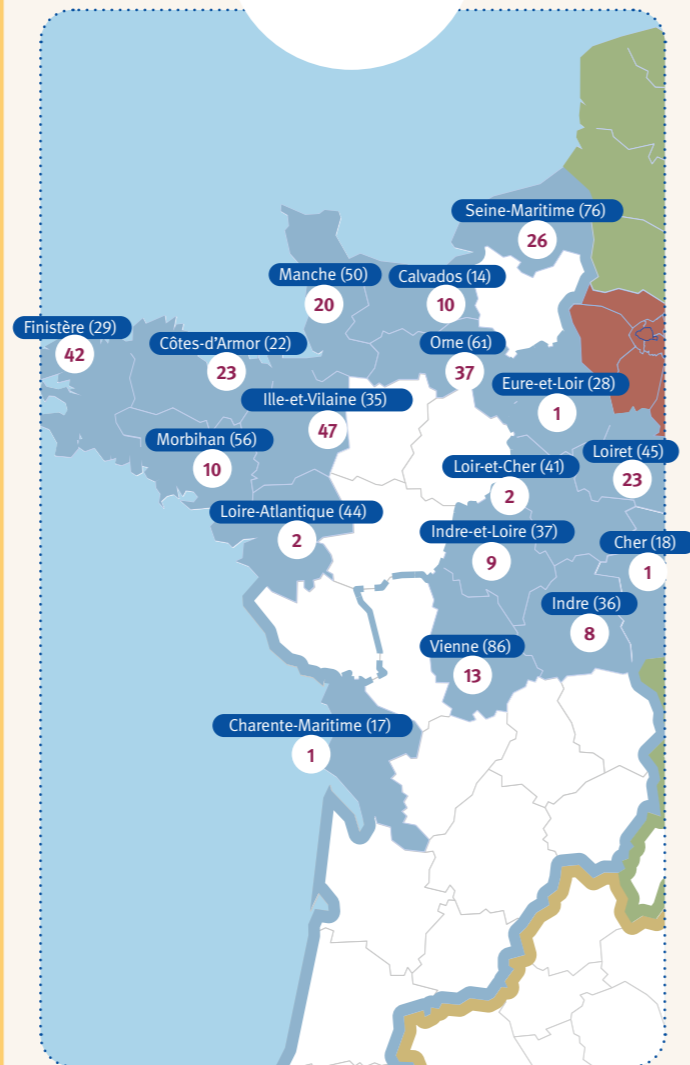 Seine-Maritime (76)
26
Manche (50)
20
Calvados (14)
10
Finistère (29)
42
Côtes-d'Armor (22)
23
Orne (61)
37
Ille-et-Vilaine (35)
47
Eure-et-Loir (28)
1
Morbihan (56)
10
Loir-et-Cher (41)
2
Loiret (45)
23
Loire-Atlantique (44)
2
Indre-et-Loire (37)
9
Cher (18)
1
Indre (36)
8
Vienne (86)
13
Charente-Maritime (17)
1